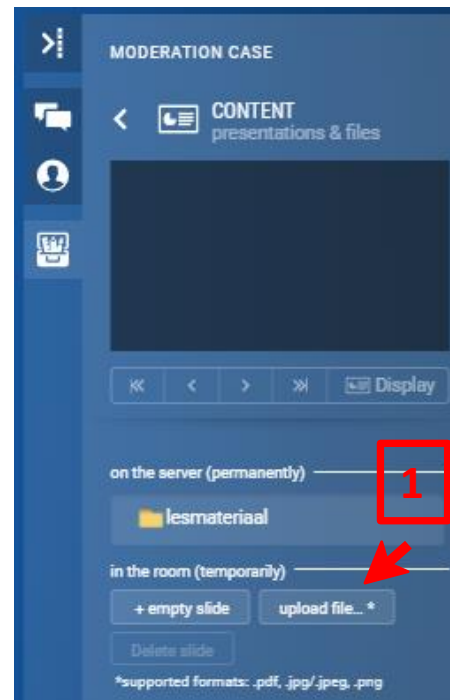 MODERATION CASE
CONTENT
presentations & files
Display
on the server (permanently)
1
lesmateriaal
in the room (temporarily)
+ empty slide upload file... *
Delete slide
*supported formats: .pdf, .jpg/.jpeg, .png